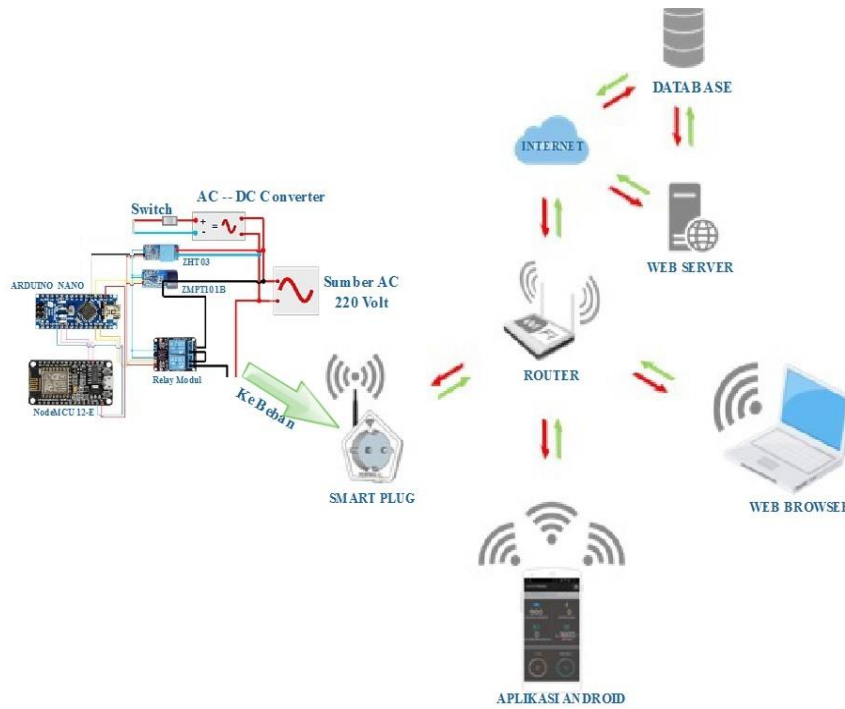 DATABASE
INTERNET
AC -- DC Converter
Switch
WEB SERVER
ZHT03
ZMPT101B
Sumber AC
220 Volt
ARDUINO NANO
Relay Modul
NodeMCU 12-E
Ke Beban
ROUTER
SMART PLUG
WEB BROWSER
APLIKASI ANDROID